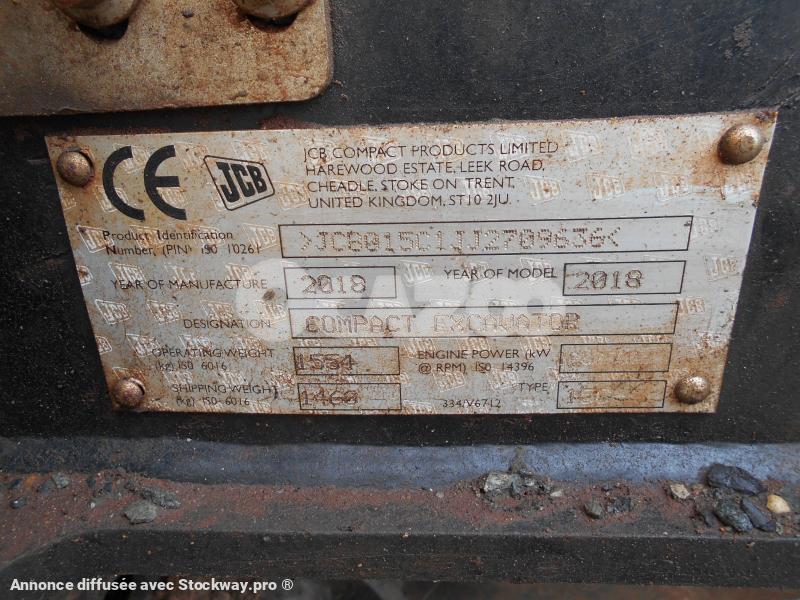 CE JCB
JCB COMPACT PRODUCTS LIMITED
HAREWOOD ESTATE, LEEK ROAD,
CHEADLE, STOKE ON TRENT,
UNITED KINGDOM, ST10 2JU.
Product Identification
Number, (PIN) ISO 10261
>JCB015C1JJ2709636<
YEAR OF MANUFACTURE 2018 YEAR OF MODEL 2018
DESIGNATION COMPACT EXCAVATOR
OPERATING WEIGHT
(kg) ISO 6016 1554
ENGINE POWER (kW
@ RPM) ISO 14396
SHIPPING WEIGHT
(kg) ISO 6016 1460
334/V6712 TYPE
Annonce diffusée avec Stockway.pro ®